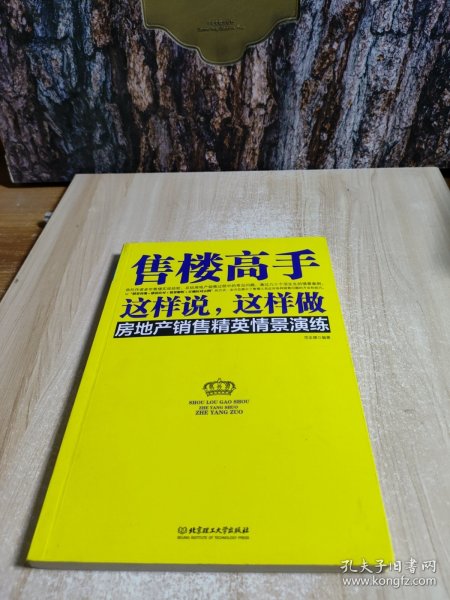 售楼高手
这样说，这样做
房地产销售精英情景演练
SHOU LOU GAO SHOU
ZHE YANG SHUO
ZHE YANG ZUO
北京理工大学出版社
BEIJING INSTITUTE OF TECHNOLOGY PRESS
孔夫子旧书网
www.kongfz.com